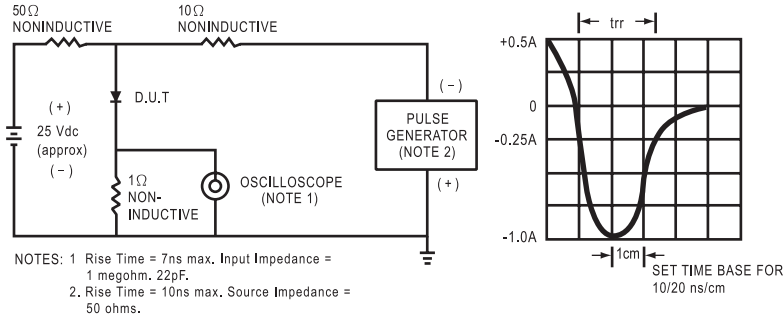 50Ω
NONINDUCTIVE
10Ω
NONINDUCTIVE
D.U.T
(+)
25 Vdc
(approx)
(−)
1Ω
NON-
INDUCTIVE
OSCILLOSCOPE
(NOTE 1)
(−)
PULSE
GENERATOR
(NOTE 2)
(+)
NOTES: 1 Rise Time = 7ns max. Input Impedance =
1 megohm. 22pF.
2. Rise Time = 10ns max. Source Impedance =
50 ohms.
trr
+0.5A
0
-0.25A
-1.0A
1cm
SET TIME BASE FOR
10/20 ns/cm